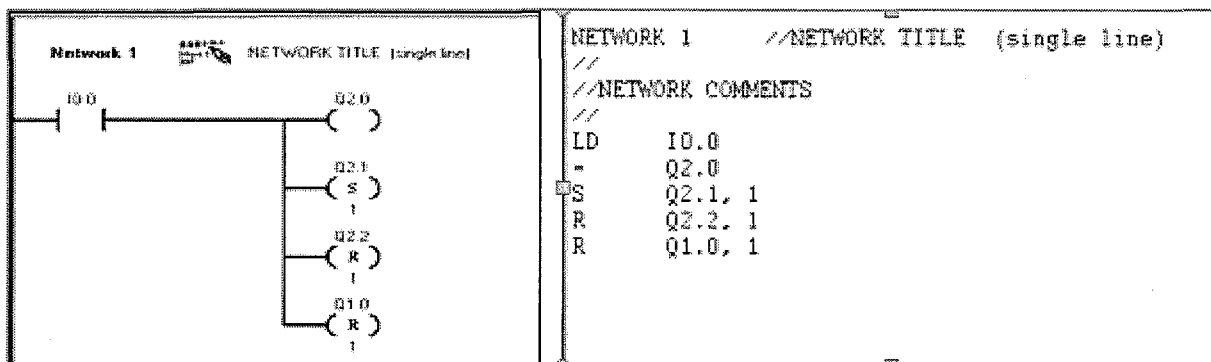 Network 1 NETWORK TITLE (single line)
I0.0
Q2.0
Q2.1
S
1
Q2.2
R
1
Q1.0
R
1
NETWORK 1 //NETWORK TITLE (single line)
//
//NETWORK COMMENTS
//
LD I0.0
= Q2.0
S Q2.1, 1
R Q2.2, 1
R Q1.0, 1